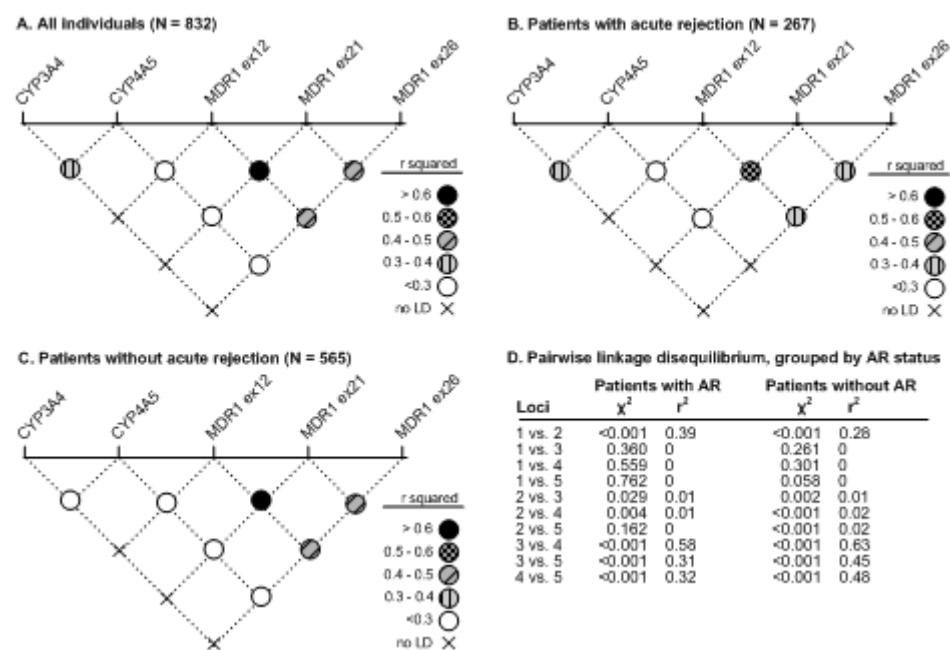 A. All Individuals (N = 832)
CYP3A4
CYP4A5
MDR1 ex12
MDR1 ex21
MDR1 ex26
r squared
> 0.6
0.5 - 0.6
0.4 - 0.5
0.3 - 0.4
<0.3
no LD
B. Patients with acute rejection (N = 267)
CYP3A4
CYP4A5
MDR1 ex12
MDR1 ex21
MDR1 ex26
r squared
> 0.6
0.5 - 0.6
0.4 - 0.5
0.3 - 0.4
<0.3
no LD
C. Patients without acute rejection (N = 565)
CYP3A4
CYP4A5
MDR1 ex12
MDR1 ex21
MDR1 ex26
r squared
> 0.6
0.5 - 0.6
0.4 - 0.5
0.3 - 0.4
<0.3
no LD
D. Pairwise linkage disequilibrium, grouped by AR status
Patients with AR Patients without AR
Loci χ² r² χ² r²
1 vs. 2 <0.001 0.39 <0.001 0.28
1 vs. 3 0.360 0 0.261 0
1 vs. 4 0.559 0 0.301 0
1 vs. 5 0.762 0 0.058 0
2 vs. 3 0.029 0.01 0.002 0.01
2 vs. 4 0.004 0.01 <0.001 0.02
2 vs. 5 0.162 0 <0.001 0.02
3 vs. 4 <0.001 0.58 <0.001 0.63
3 vs. 5 <0.001 0.31 <0.001 0.45
4 vs. 5 <0.001 0.32 <0.001 0.48